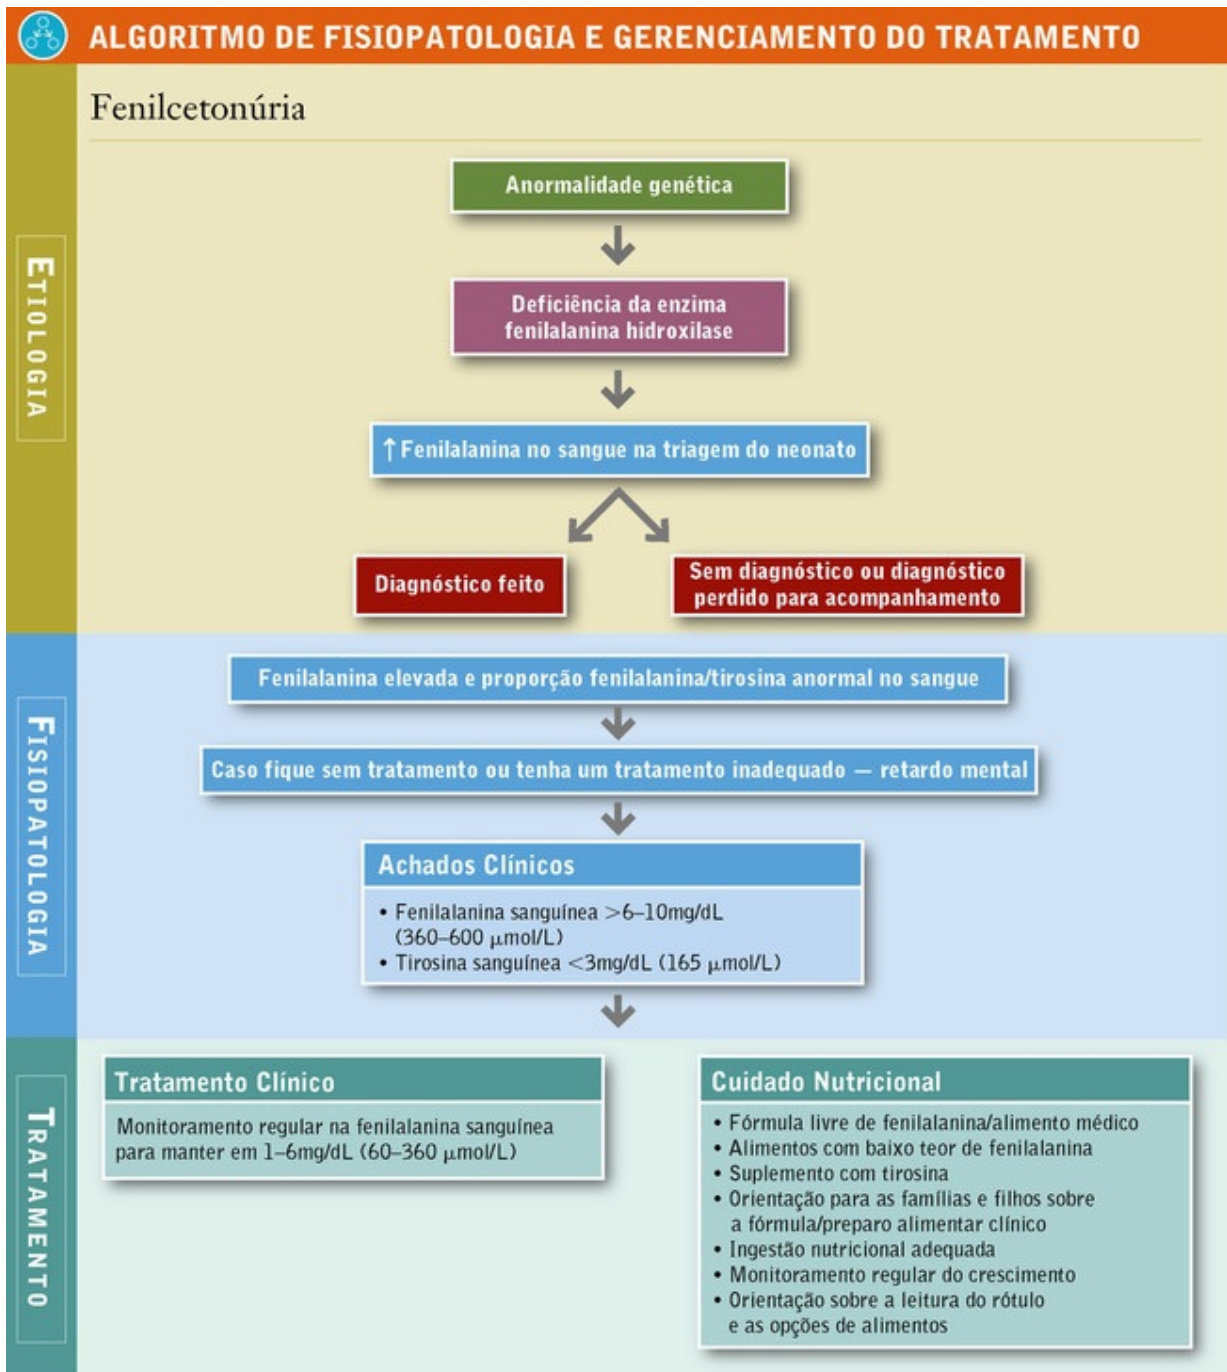 ALGORITMO DE FISIOPATOLOGIA E GERENCIAMENTO DO TRATAMENTO
Fenilcetonúria
ETIOLOGIA
Anormalidade genética
Deficiência da enzima
fenilalanina hidroxilase
↑Fenilalanina no sangue na triagem do neonato
Diagnóstico feito
Sem diagnóstico ou diagnóstico
perdido para acompanhamento
FISIOPATOLOGIA
Fenilalanina elevada e proporção fenilalanina/tirosina anormal no sangue
Caso fique sem tratamento ou tenha um tratamento inadequado — retardo mental
Achados Clínicos
• Fenilalanina sanguínea >6–10mg/dL
(360–600 μmol/L)
• Tirosina sanguínea <3mg/dL (165 μmol/L)
TRATAMENTO
Tratamento Clínico
Monitoramento regular na fenilalanina sanguínea
para manter em 1–6mg/dL (60–360 μmol/L)
Cuidado Nutricional
• Fórmula livre de fenilalanina/alimento médico
• Alimentos com baixo teor de fenilalanina
• Suplemento com tirosina
• Orientação para as famílias e filhos sobre
a fórmula/preparo alimentar clínico
• Ingestão nutricional adequada
• Monitoramento regular do crescimento
• Orientação sobre a leitura do rótulo
e as opções de alimentos